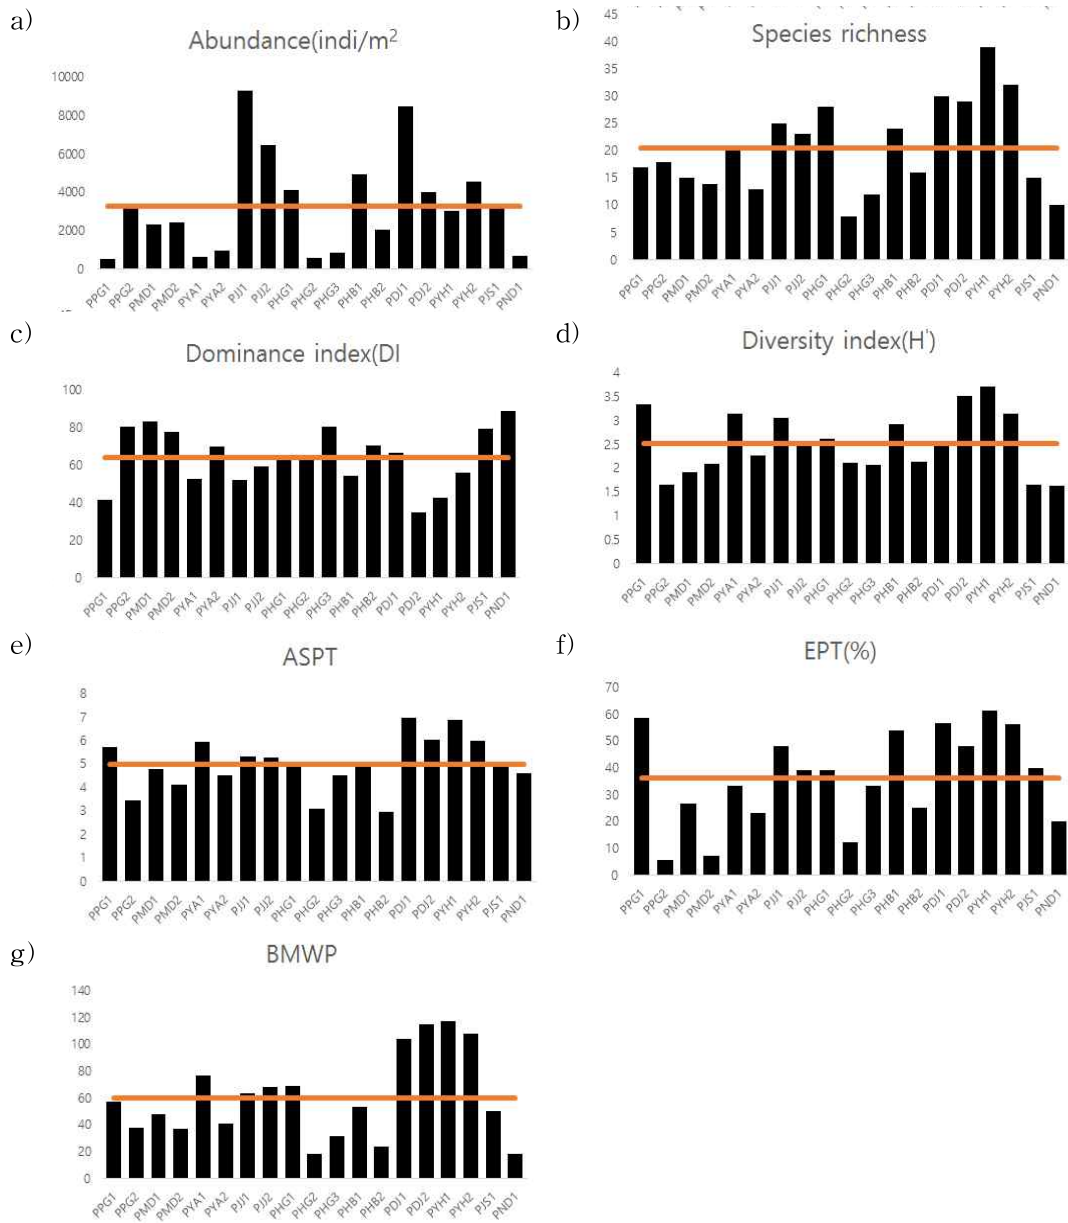 a)
Abundance(indi/m2
10000
8000
6000
4000
2000
0
PPG1 PPG2 PMD1 PMD2 PYA1 PYA2 PJJ1 PJJ2 PHG1 PHG2 PHG3 PHB1 PHB2 PDJ1 PDJ2 PYH1 PYH2 PJS1 PND1
b)
Species richness
45
40
35
30
25
20
15
10
5
0
PPG1 PPG2 PMD1 PMD2 PYA1 PYA2 PJJ1 PJJ2 PHG1 PHG2 PHG3 PHB1 PHB2 PDJ1 PDJ2 PYH1 PYH2 PJS1 PND1
c)
Dominance index(DI
100
80
60
40
20
0
PPG1 PPG2 PMD1 PMD2 PYA1 PYA2 PJJ1 PJJ2 PHG1 PHG2 PHG3 PHB1 PHB2 PDJ1 PDJ2 PYH1 PYH2 PJS1 PND1
d)
Diversity index(H')
4
3.5
3
2.5
2
1.5
1
0.5
0
PPG1 PPG2 PMD1 PMD2 PYA1 PYA2 PJJ1 PJJ2 PHG1 PHG2 PHG3 PHB1 PHB2 PDJ1 PDJ2 PYH1 PYH2 PJS1 PND1
e)
ASPT
8
7
6
5
4
3
2
1
0
PPG1 PPG2 PMD1 PMD2 PYA1 PYA2 PJJ1 PJJ2 PHG1 PHG2 PHG3 PHB1 PHB2 PDJ1 PDJ2 PYH1 PYH2 PJS1 PND1
f)
EPT(%)
70
60
50
40
30
20
10
0
PPG1 PPG2 PMD1 PMD2 PYA1 PYA2 PJJ1 PJJ2 PHG1 PHG2 PHG3 PHB1 PHB2 PDJ1 PDJ2 PYH1 PYH2 PJS1 PND1
g)
BMWP
140
120
100
80
60
40
20
0
PPG1 PPG2 PMD1 PMD2 PYA1 PYA2 PJJ1 PJJ2 PHG1 PHG2 PHG3 PHB1 PHB2 PDJ1 PDJ2 PYH1 PYH2 PJS1 PND1